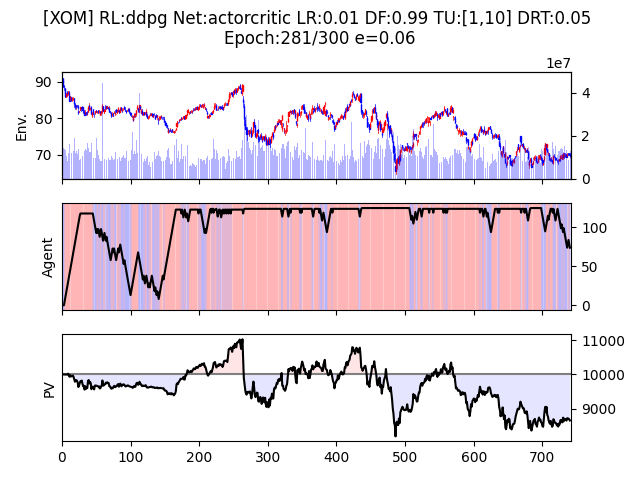 [XOM] RL:ddpg Net:actorcritic LR:0.01 DF:0.99 TU:[1,10] DRT:0.05
Epoch:281/300 e=0.06
1e7
90
80
70
Env.
4
2
0
Agent
100
50
0
PV
11000
10000
9000
0 100 200 300 400 500 600 700